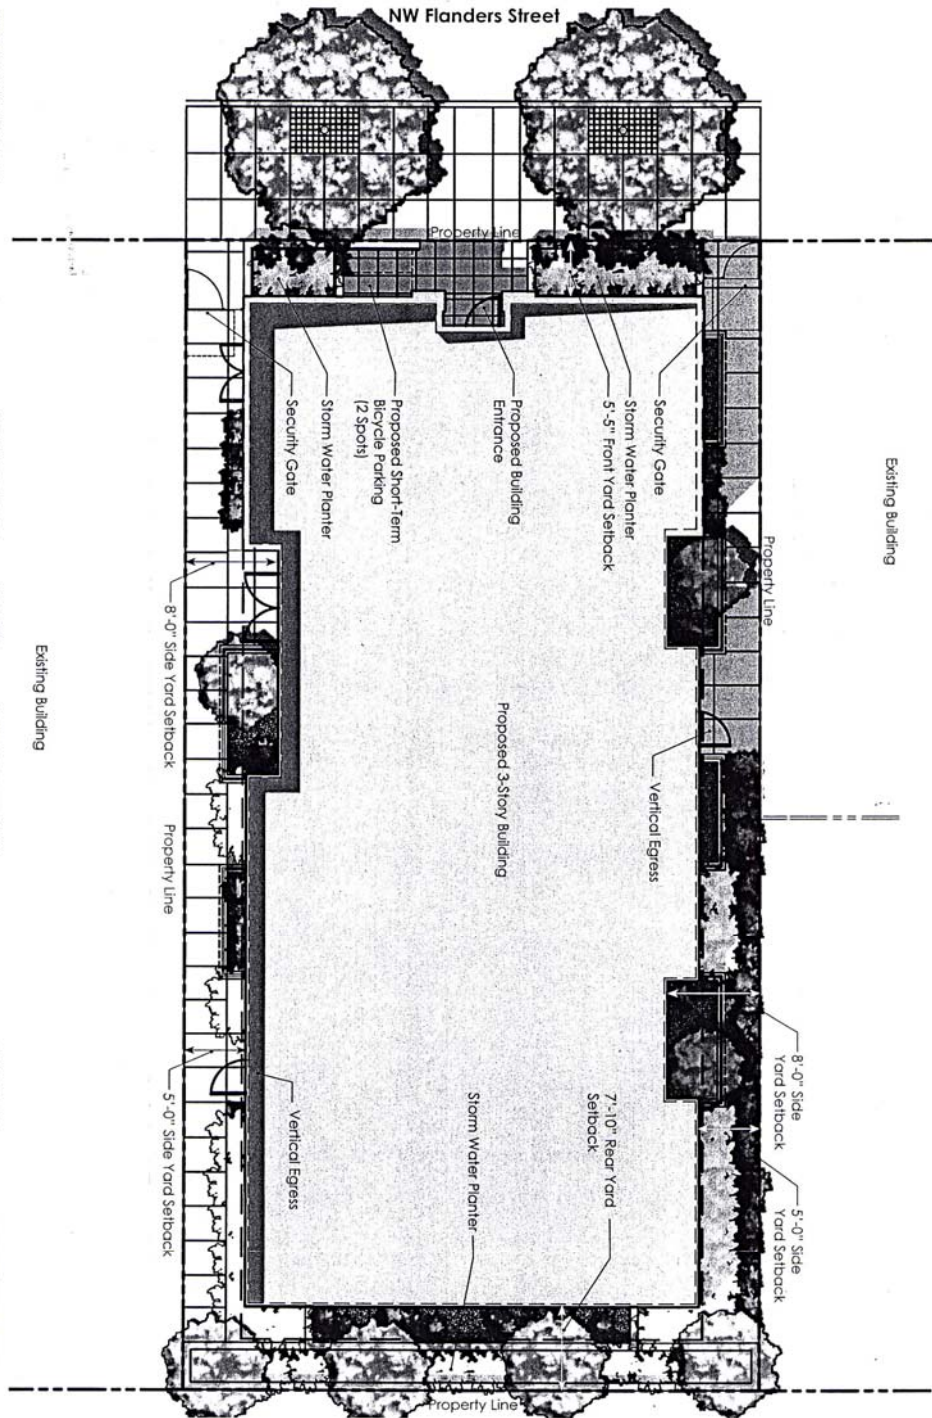 NW Flanders Street
Property Line
Security Gate
Storm Water Planter
5'-5" Front Yard Setback
Proposed Building
Entrance
Proposed Short-Term
Bicycle Parking
(2 Spots)
Storm Water Planter
Security Gate
Existing Building
Property Line
8'-0" Side Yard Setback
Existing Building
Proposed 3-Story Building
Vertical Egress
Property Line
8'-0" Side
Yard Setback
5'-0" Side
Yard Setback
7'-10" Rear Yard
Setback
Storm Water Planter
Vertical Egress
5'-0" Side Yard Setback
Property Line